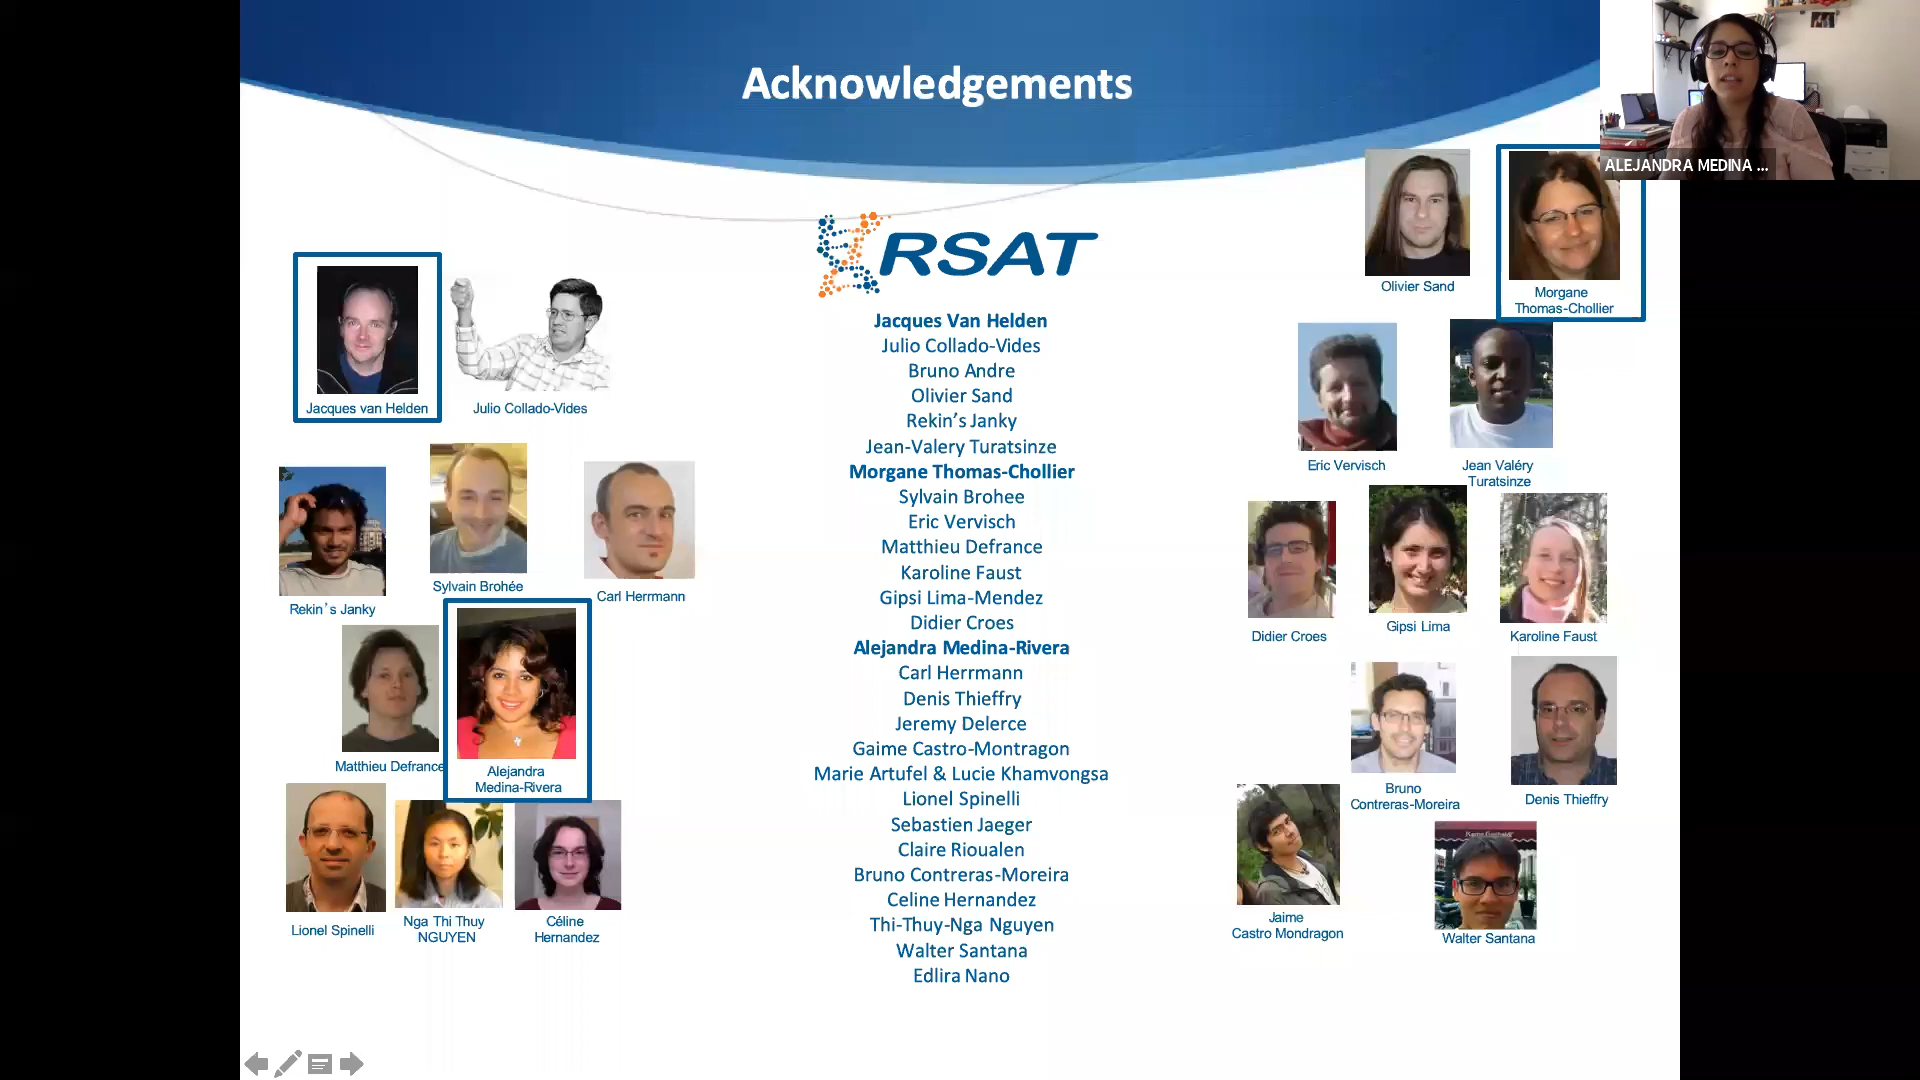 Acknowledgements
ALEJANDRA MEDINA ...
RSAT
Jacques van Helden
Julio Collado-Vides
Rekin's Janky
Sylvain Brohée
Carl Herrmann
Matthieu Defrance
Alejandra
Medina-Rivera
Lionel Spinelli
Nga Thi Thuy
NGUYEN
Céline
Hernandez
Jacques Van Helden
Julio Collado-Vides
Bruno Andre
Olivier Sand
Rekin's Janky
Jean-Valery Turatsinze
Morgane Thomas-Chollier
Sylvain Brohee
Eric Vervisch
Matthieu Defrance
Karoline Faust
Gipsi Lima-Mendez
Didier Croes
Alejandra Medina-Rivera
Carl Herrmann
Denis Thieffry
Jeremy Delerce
Gaime Castro-Montragon
Marie Artufel & Lucie Khamvongsa
Lionel Spinelli
Sebastien Jaeger
Claire Rioualen
Bruno Contreras-Moreira
Celine Hernandez
Thi-Thuy-Nga Nguyen
Walter Santana
Edlira Nano
Olivier Sand
Morgane
Thomas-Chollier
Eric Vervisch
Jean Valéry
Turatsinze
Didier Croes
Gipsi Lima
Karoline Faust
Bruno
Contreras-Moreira
Denis Thieffry
Jaime
Castro Mondragon
Walter Santana